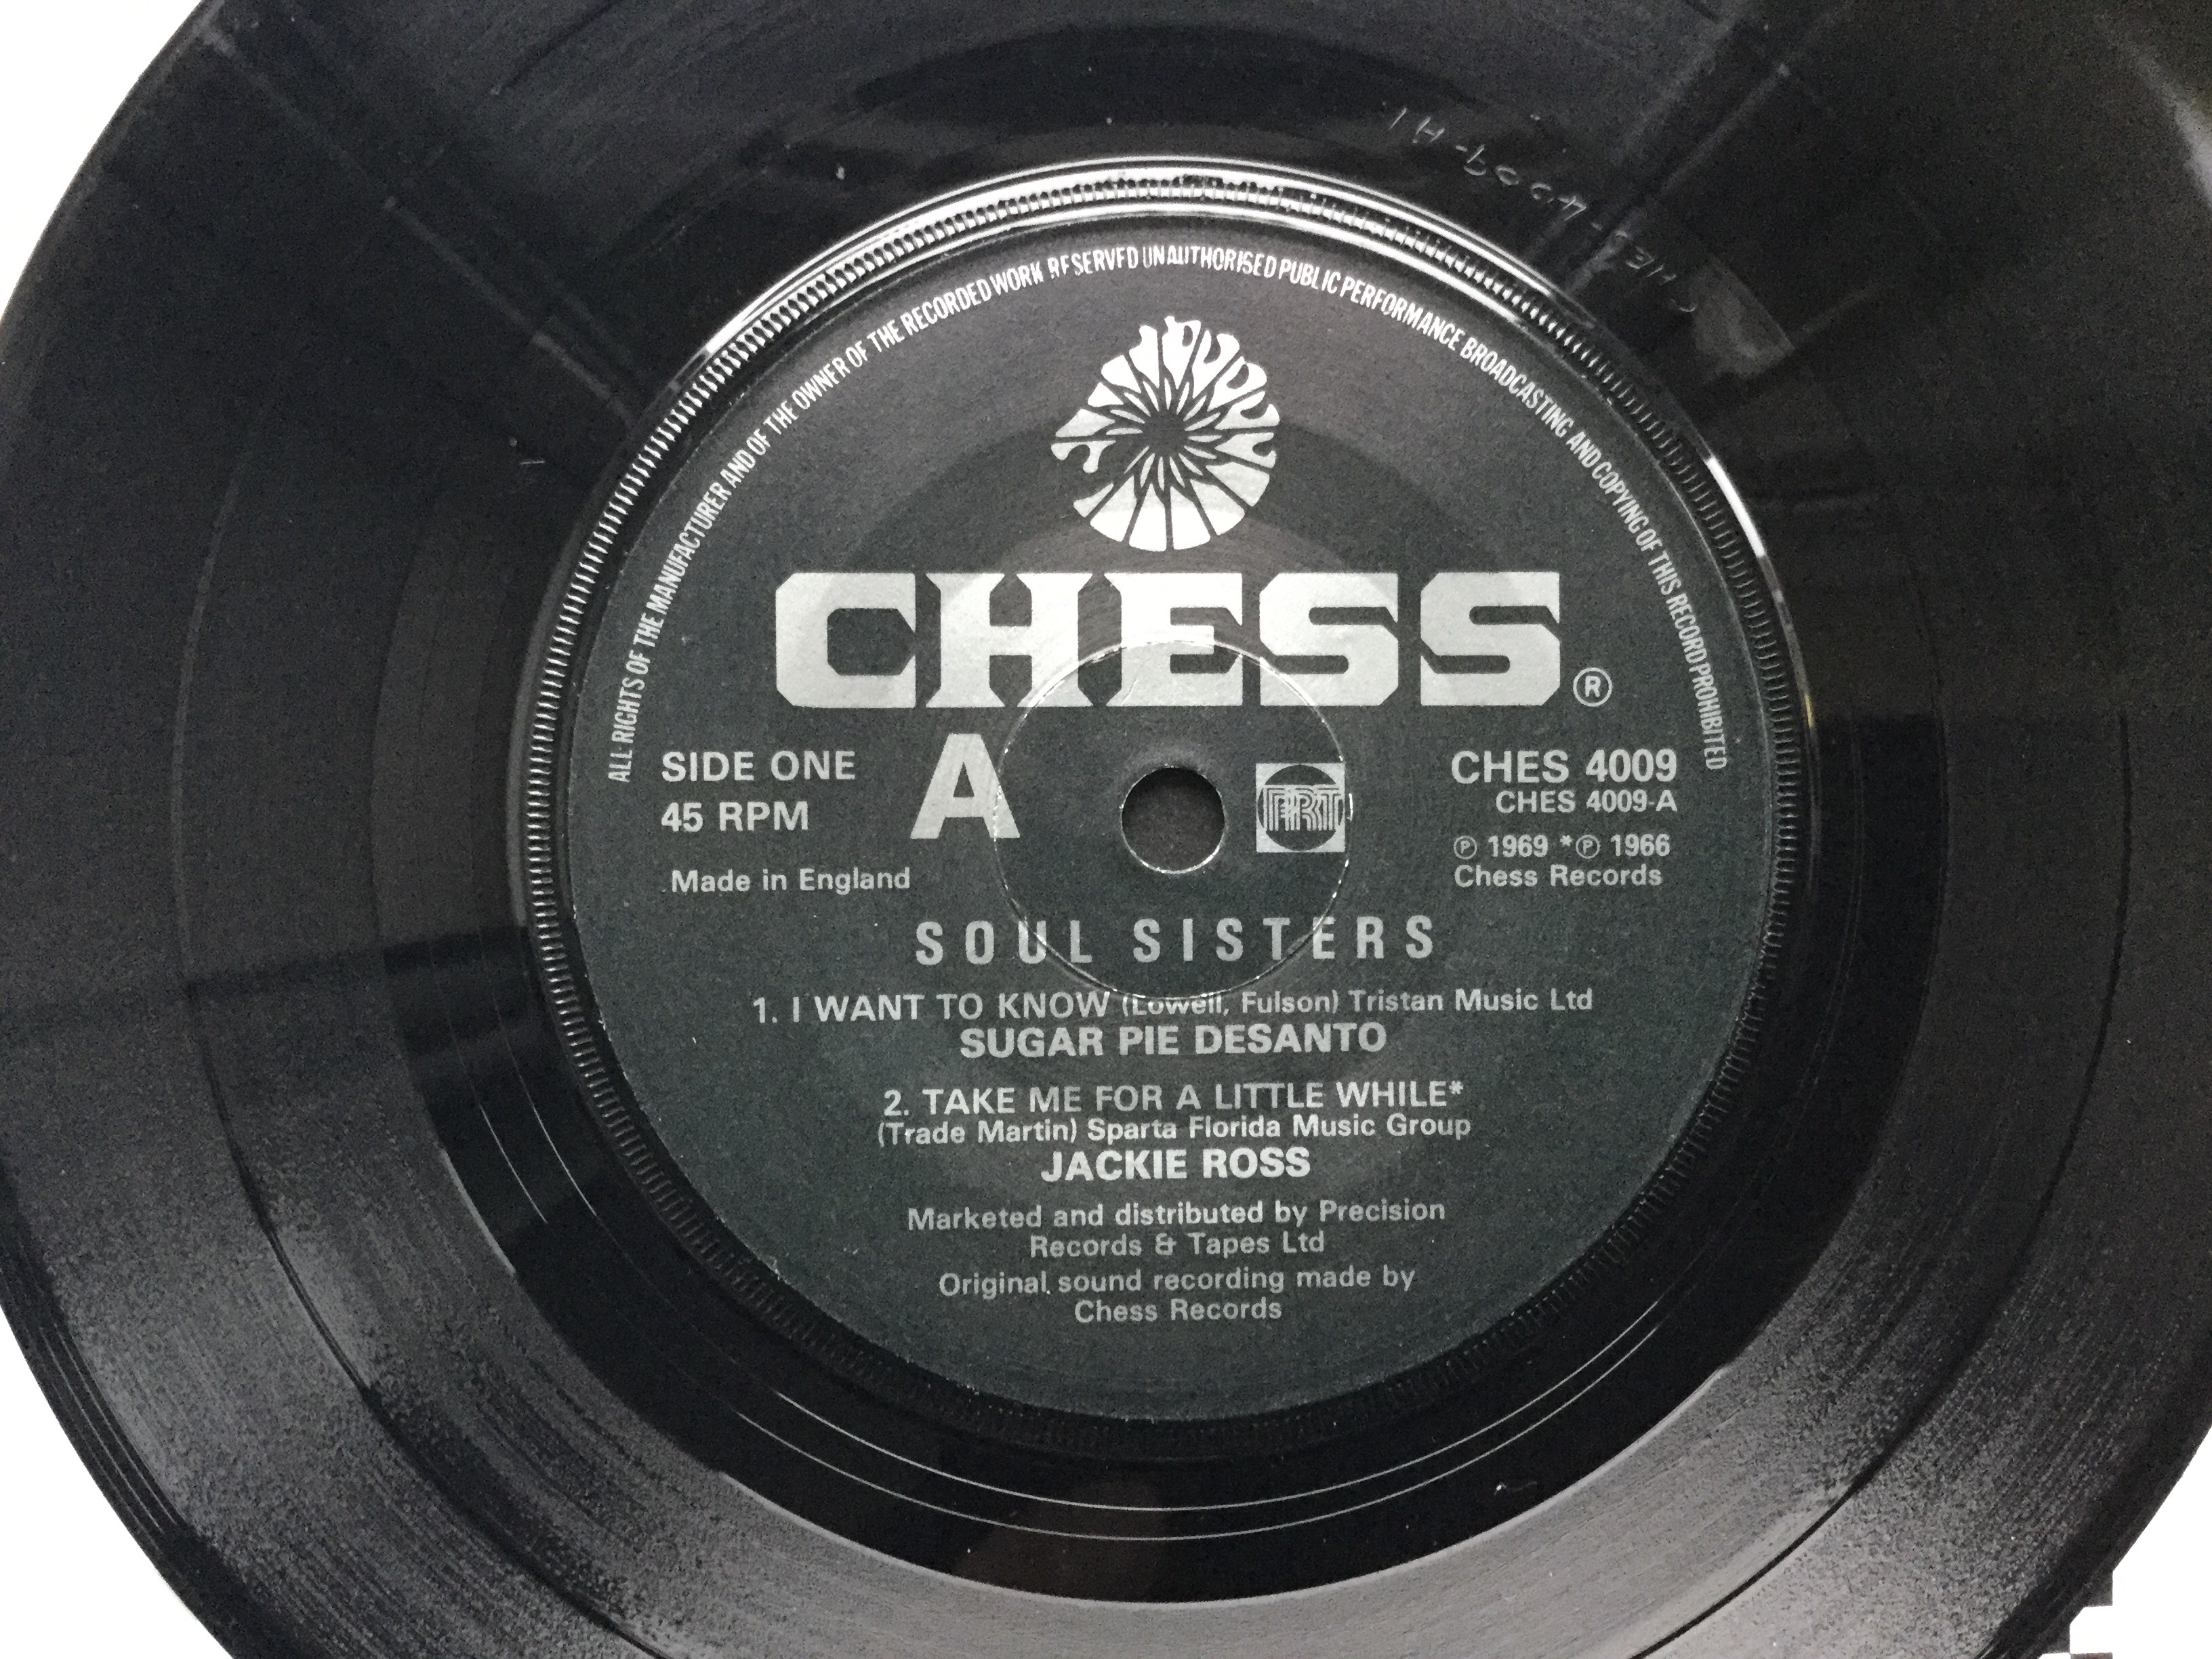 ALL RIGHTS OF THE MANUFACTURER AND OF THE OWNER OF THE RECORDED WORK RESERVED UNAUTHORISED PUBLIC PERFORMANCE BROADCASTING AND COPYING OF THIS RECORD PROHIBITED
CHESS ®
SIDE ONE
45 RPM
Made in England
A
PRT
CHES 4009
CHES 4009-A
℗ 1969 *℗ 1966
Chess Records
SOUL SISTERS
1. I WANT TO KNOW (Lowell, Fulson) Tristan Music Ltd
SUGAR PIE DESANTO
2. TAKE ME FOR A LITTLE WHILE*
(Trade Martin) Sparta Florida Music Group
JACKIE ROSS
Marketed and distributed by Precision
Records & Tapes Ltd
Original sound recording made by
Chess Records